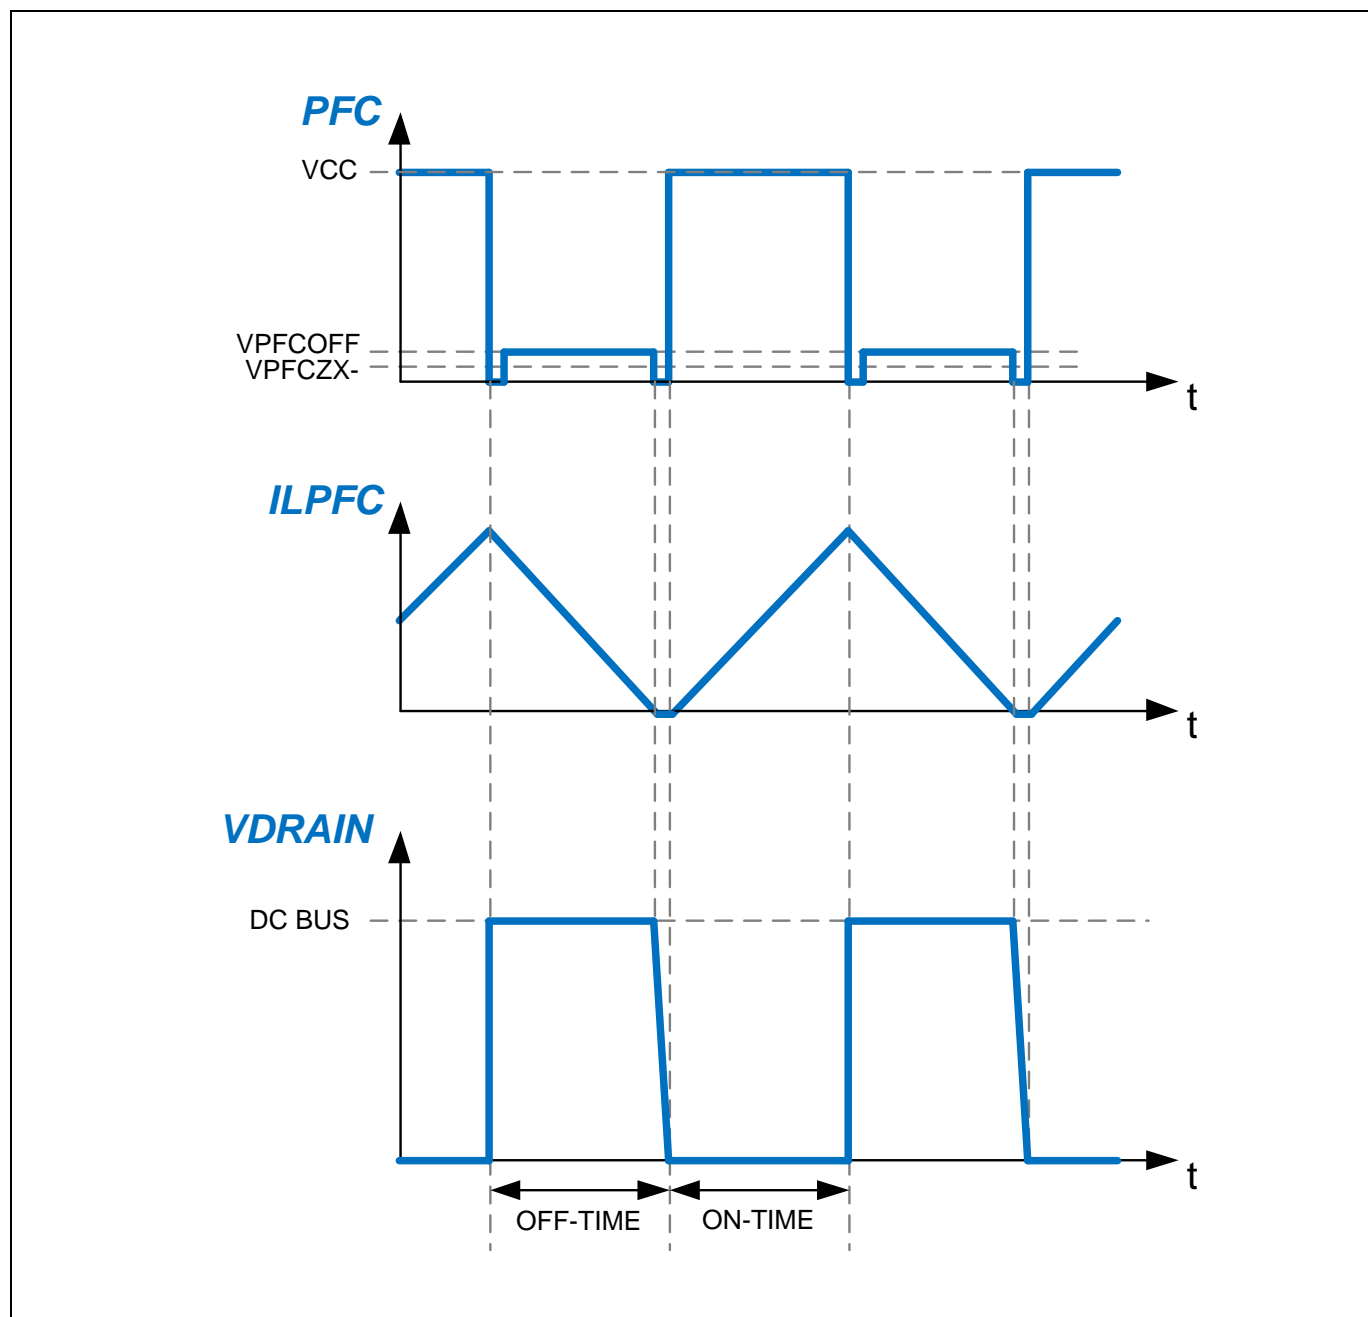 PFC
VCC
VPFCOFF
VPFCZX-
t
ILPFC
t
VDRAIN
DC BUS
t
OFF-TIME
ON-TIME